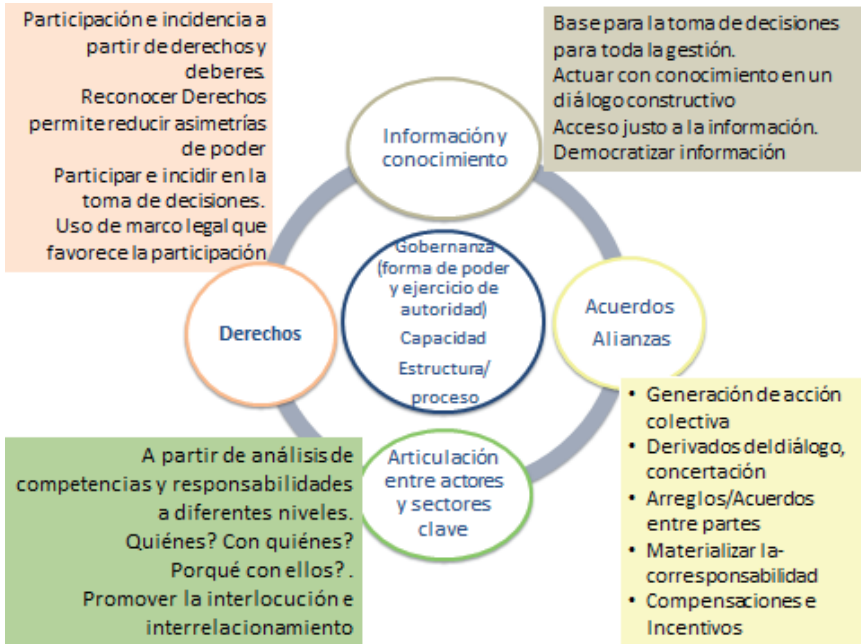 Participación e incidencia a
partir de derechos y
deberes.
Reconocer Derechos
permite reducir asimetrías
de poder
Participar e incidir en la
toma de decisiones.
Uso de marco legal que
favorece la participación
Base para la toma de decisiones
para toda la gestión.
Actuar con conocimiento en un
diálogo constructivo
Acceso justo a la información.
Democratizar información
Información y
conocimiento
Gobernanza
(forma de poder
y ejercicio de
autoridad)
Capacidad
Estructura/
proceso
Derechos
Acuerdos
Alianzas
Articulación
entre actores
y sectores
clave
A partir de análisis de
competencias y responsabilidades
a diferentes niveles.
Quiénes? Con quiénes?
Porqué con ellos? .
Promover la interlocución e
interrelacionamiento
• Generación de acción
colectiva
• Derivados del diálogo,
concertación
• Arreglos/Acuerdos
entre partes
• Materializar la-
corresponsabilidad
• Compensaciones e
Incentivos